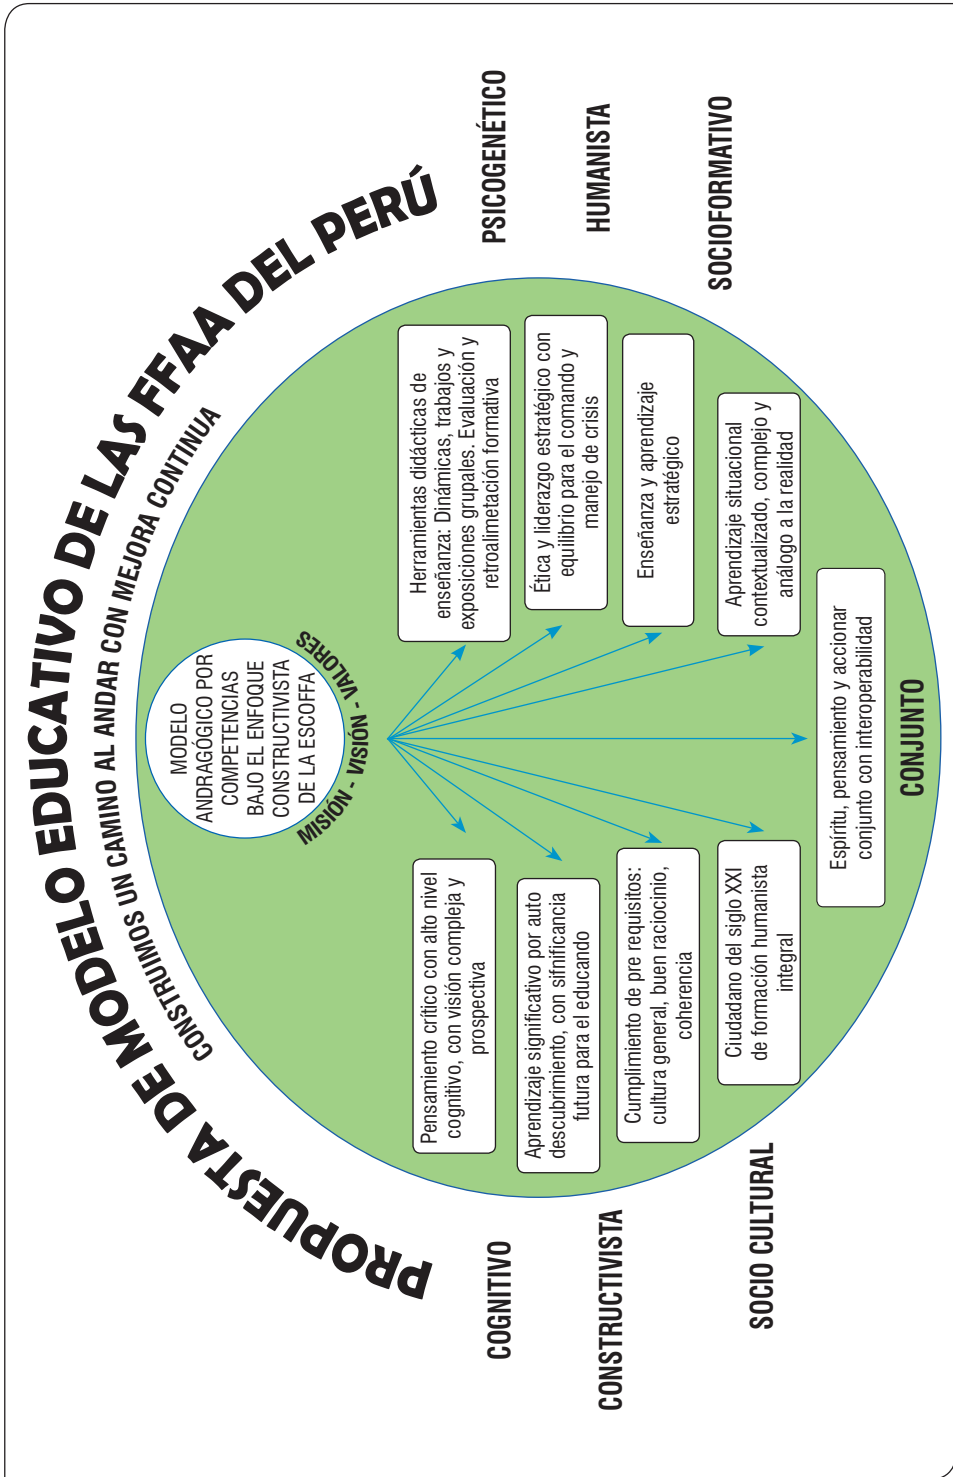 PROPUESTA DE MODELO EDUCATIVO DE LAS FFAA DEL PERÚ
CONSTRUIMOS UN CAMINO AL ANDAR CON MEJORA CONTINUA
MODELO
ANDRAGÓGICO POR
COMPETENCIAS
BAJO EL ENFOQUE
CONSTRUCTIVISTA
DE LA ESCOFFA
MISIÓN - VISIÓN - VALORES
COGNITIVO
CONSTRUCTIVISTA
SOCIO CULTURAL
Pensamiento crítico con alto nivel
cognitivo, con visión compleja y
prospectiva
Aprendizaje significativo por auto
descubrimiento, con sifnificancia
futura para el educando
Cumplimiento de pre requisitos:
cultura general, buen raciocinio,
coherencia
Ciudadano del siglo XXI
de formación humanista
integral
Espíritu, pensamiento y accionar
conjunto con interoperabilidad
CONJUNTO
Herramientas didácticas de
enseñanza: Dinámicas, trabajos y
exposiciones grupales. Evaluación y
retroalimetación formativa
Ética y liderazgo estratégico con
equilibrio para el comando y
manejo de crisis
Enseñanza y aprendizaje
estratégico
Aprendizaje situacional
contextualizado, complejo y
análogo a la realidad
PSICOGENÉTICO
HUMANISTA
SOCIOFORMATIVO